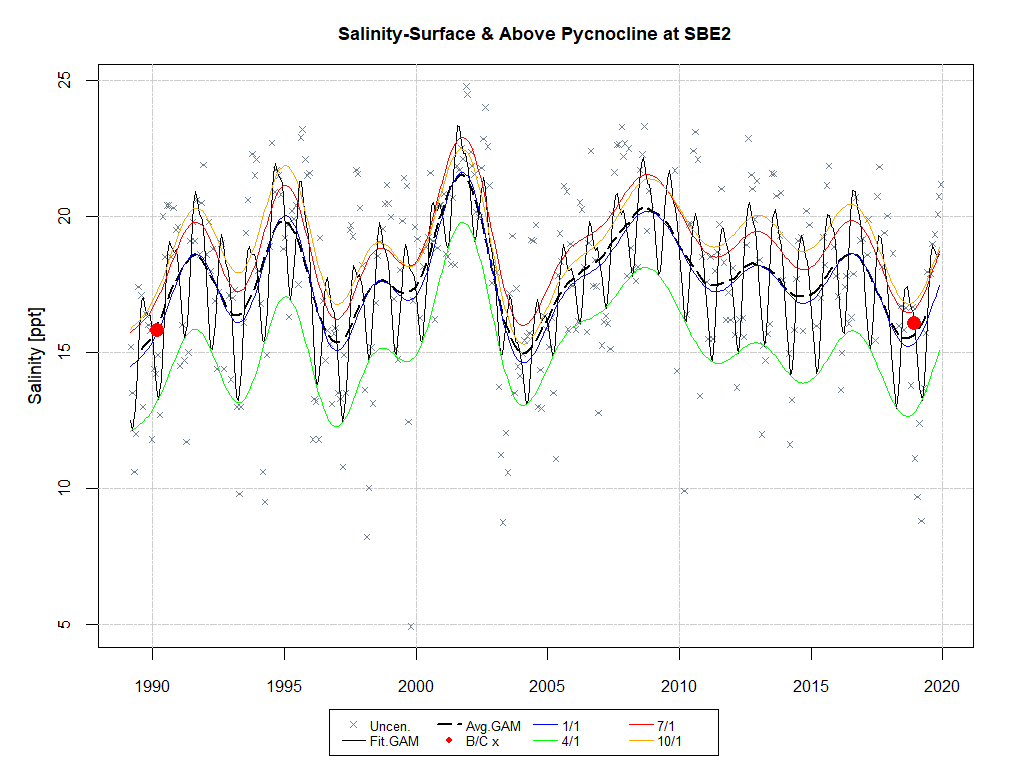 Salinity-Surface & Above Pycnocline at SBE2
Salinity [ppt]
25
20
15
10
5
1990 1995 2000 2005 2010 2015 2020
Uncen. Avg.GAM 1/1 7/1
Fit.GAM B/C x 4/1 10/1